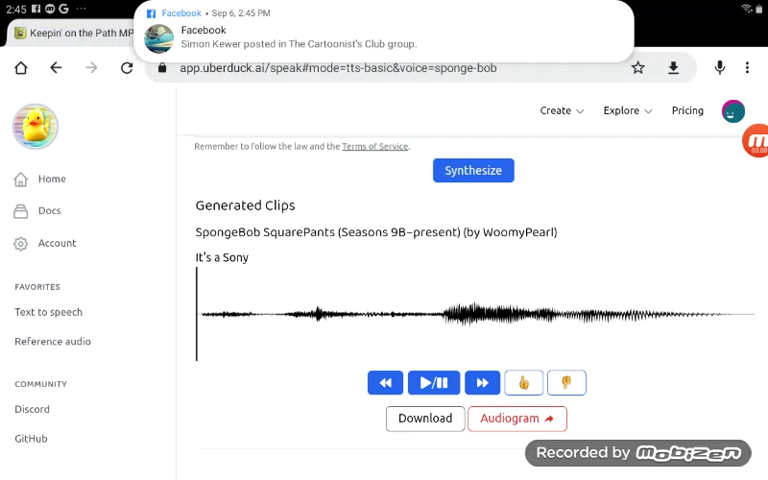 2:45
Facebook • Sep 6, 2:45 PM
Facebook
Simon Kewer posted in The Cartoonist's Club group.
Keepin' on the Path MP
app.uberduck.ai/speak#mode=tts-basic&voice=sponge-bob
Create
Explore
Pricing
Remember to follow the law and the Terms of Service.
Synthesize
Home
Docs
Account
FAVORITES
Text to speech
Reference audio
COMMUNITY
Discord
GitHub
Generated Clips
SpongeBob SquarePants (Seasons 9B–present) (by WoomyPearl)
It's a Sony
Download
Audiogram
Recorded by mobizen
00:00